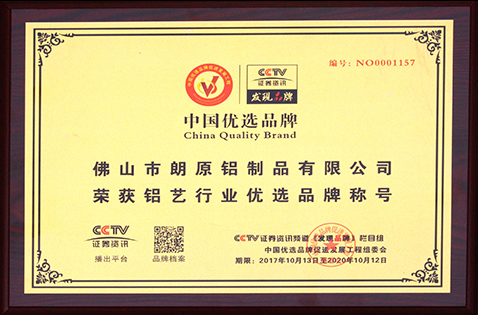 编号：NO0001157
CCTV
证券资讯
发现品牌
中国优选品牌
China Quality Brand
佛山市朗原铝制品有限公司
荣获铝艺行业优选品牌称号
CCTV
证券资讯
播出平台
品牌档案
CCTV证券资讯频道《发现品牌》栏目组
中国优选品牌促进发展工程组委会
期限：2017年10月13日至2020年10月12日